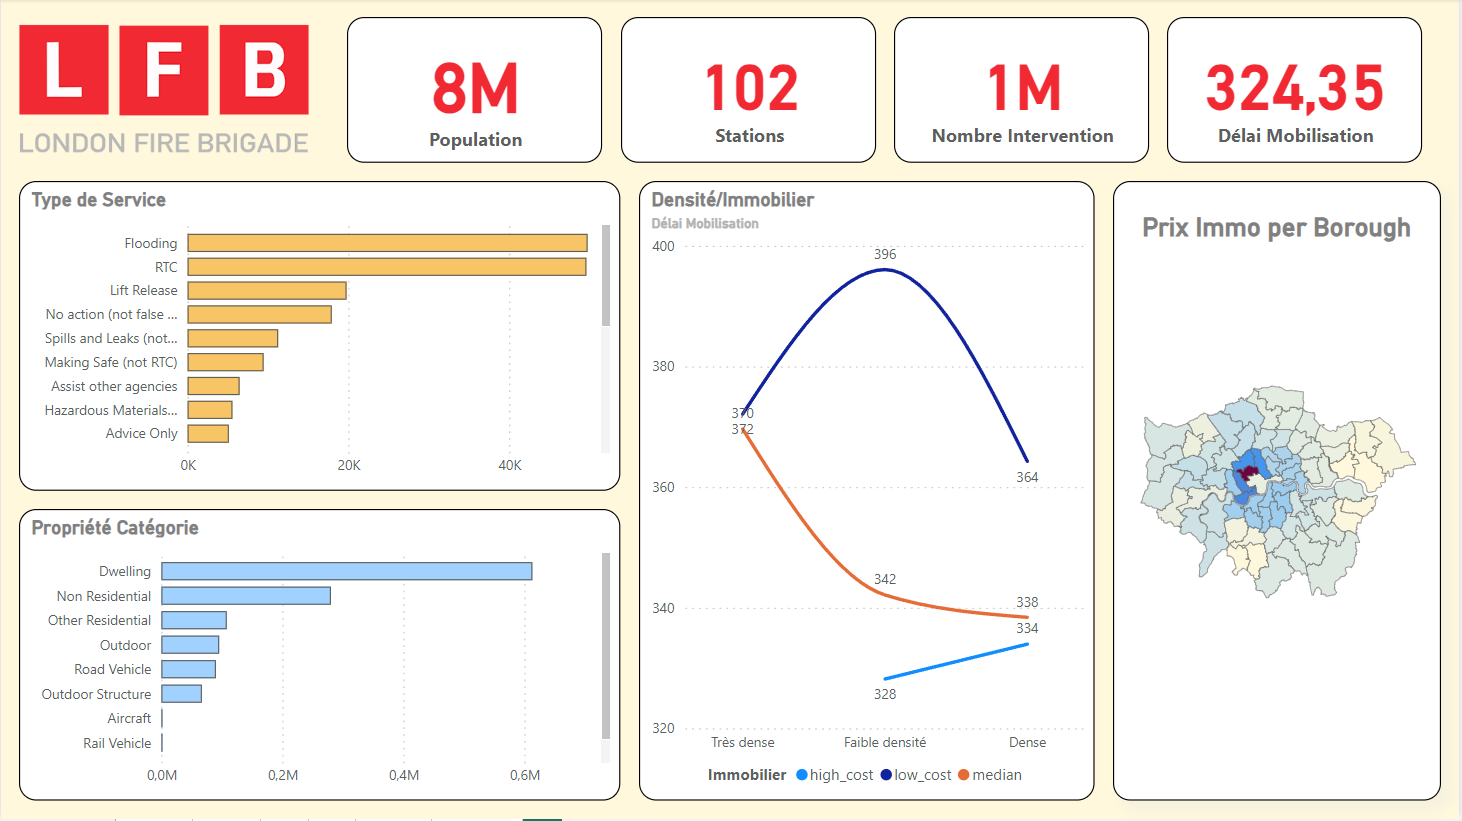 L F B
LONDON FIRE BRIGADE
8M
Population
102
Stations
1M
Nombre Intervention
324,35
Délai Mobilisation
Type de Service
Flooding
RTC
Lift Release
No action (not false ...
Spills and Leaks (not...
Making Safe (not RTC)
Assist other agencies
Hazardous Materials...
Advice Only
0K 20K 40K
Propriété Catégorie
Dwelling
Non Residential
Other Residential
Outdoor
Road Vehicle
Outdoor Structure
Aircraft
Rail Vehicle
0,0M 0,2M 0,4M 0,6M
Densité/Immobilier
Délai Mobilisation
400
396
380
370
372
360
364
342
340
338
334
328
320
Très dense Faible densité Dense
Immobilier high_cost low_cost median
Prix Immo per Borough